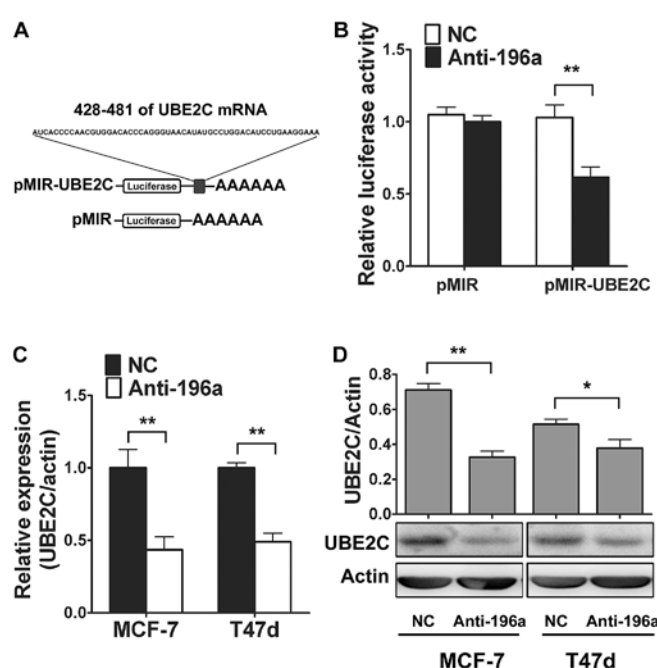 A
428-481 of UBE2C mRNA
AUCACCCCAACGUGGACACCCAGGGUAACAUAUGCCUGGACAUCCUGAAGGAAA
pMIR-UBE2C
Luciferase
AAAAAA
pMIR
Luciferase
AAAAAA
B
NC
Anti-196a
Relative luciferase activity
1.5
1.0
0.5
0.0
**
pMIR
pMIR-UBE2C
C
NC
Anti-196a
Relative expression
(UBE2C/actin)
1.5
1.0
0.5
0.0
**
**
MCF-7
T47d
D
UBE2C/Actin
0.8
0.6
0.4
0.2
0.0
**
*
UBE2C
Actin
NC
Anti-196a
NC
Anti-196a
MCF-7
T47d